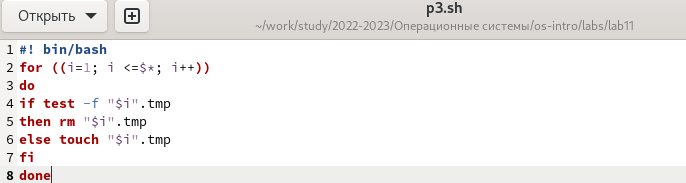 Открыть
p3.sh
~/work/study/2022-2023/Операционные системы/os-intro/labs/lab11
1 #! bin/bash
2 for ((i=1; i <=$*; i++))
3 do
4 if test -f "$i".tmp
5 then rm "$i".tmp
6 else touch "$i".tmp
7 fi
8 done